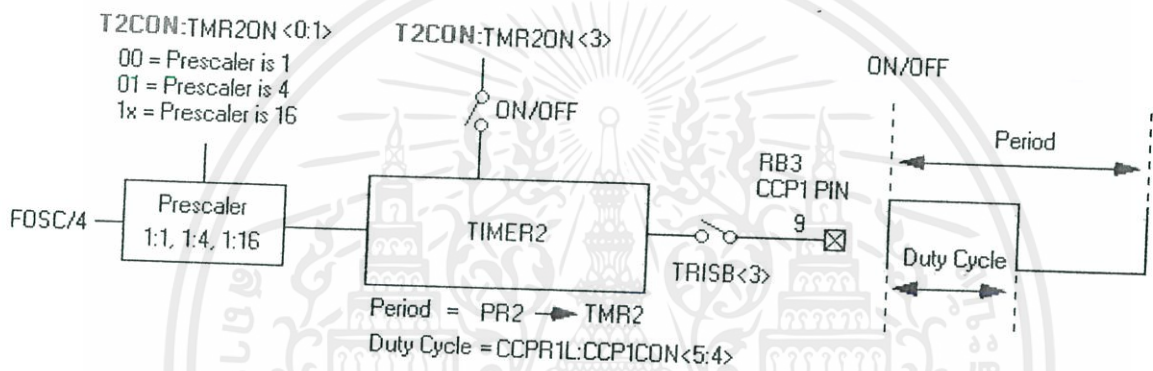 T2CON:TMR2ON<0:1>
00 = Prescaler is 1
01 = Prescaler is 4
1x = Prescaler is 16
T2CON:TMR2ON<3>
ON/OFF
ON/OFF
Period
RB3
CCP1 PIN
9
FOSC/4
Prescaler
1:1, 1:4, 1:16
TIMER2
TRISB<3>
Duty Cycle
Period = PR2 → TMR2
Duty Cycle = CCPR1L:CCP1CON<5:4>